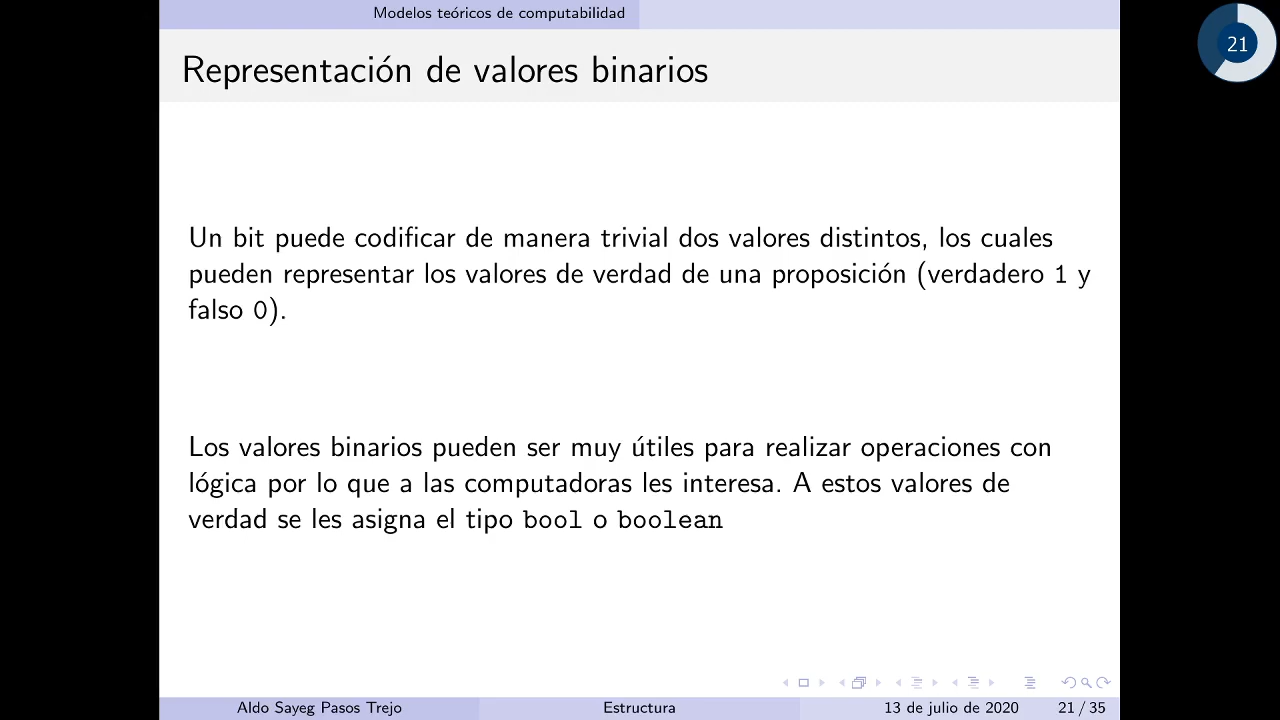 Modelos teóricos de computabilidad
21
Representación de valores binarios
Un bit puede codificar de manera trivial dos valores distintos, los cuales
pueden representar los valores de verdad de una proposición (verdadero 1 y
falso 0).
Los valores binarios pueden ser muy útiles para realizar operaciones con
lógica por lo que a las computadoras les interesa. A estos valores de
verdad se les asigna el tipo bool o boolean
Aldo Sayeg Pasos Trejo Estructura 13 de julio de 2020 21 / 35